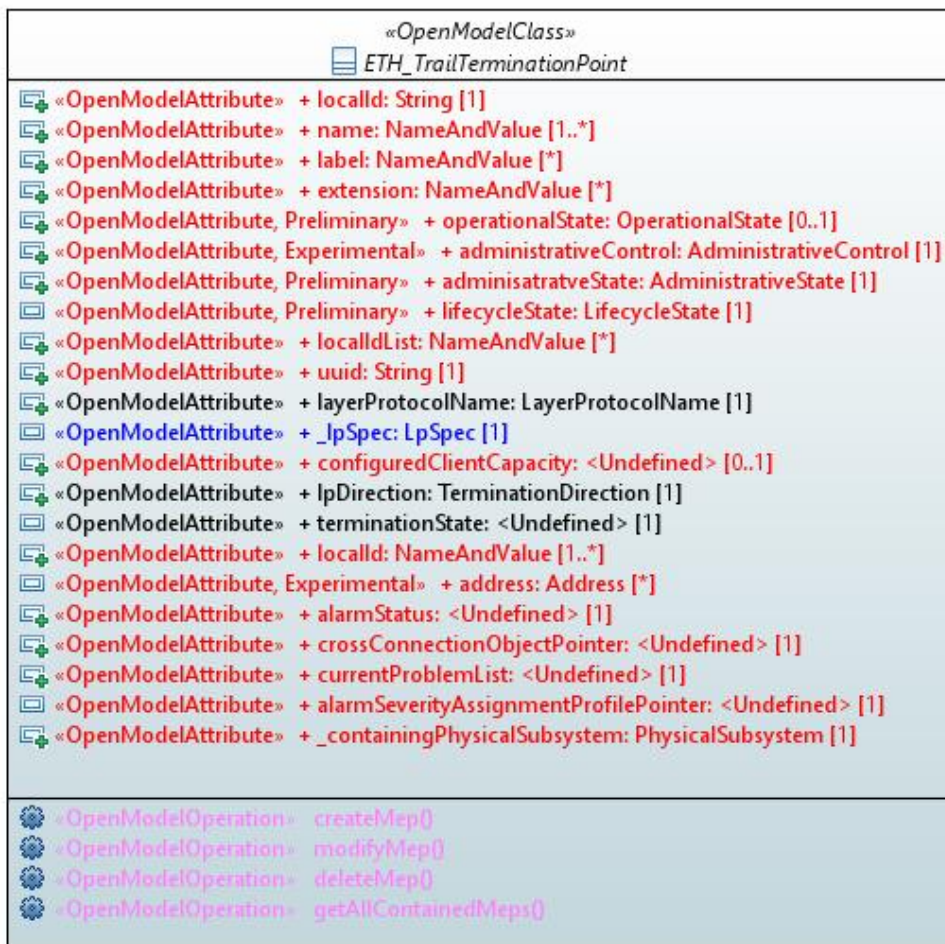 «OpenModelClass»
ETH_TrailTerminationPoint
«OpenModelAttribute» + localId: String [1]
«OpenModelAttribute» + name: NameAndValue [1..*]
«OpenModelAttribute» + label: NameAndValue [*]
«OpenModelAttribute» + extension: NameAndValue [*]
«OpenModelAttribute, Preliminary» + operationalState: OperationalState [0..1]
«OpenModelAttribute, Experimental» + administrativeControl: AdministrativeControl [1]
«OpenModelAttribute, Preliminary» + adminisatratveState: AdministrativeState [1]
«OpenModelAttribute, Preliminary» + lifecycleState: LifecycleState [1]
«OpenModelAttribute» + localIdList: NameAndValue [*]
«OpenModelAttribute» + uuid: String [1]
«OpenModelAttribute» + layerProtocolName: LayerProtocolName [1]
«OpenModelAttribute» + _lpSpec: LpSpec [1]
«OpenModelAttribute» + configuredClientCapacity: <Undefined> [0..1]
«OpenModelAttribute» + lpDirection: TerminationDirection [1]
«OpenModelAttribute» + terminationState: <Undefined> [1]
«OpenModelAttribute» + localId: NameAndValue [1..*]
«OpenModelAttribute, Experimental» + address: Address [*]
«OpenModelAttribute» + alarmStatus: <Undefined> [1]
«OpenModelAttribute» + crossConnectionObjectPointer: <Undefined> [1]
«OpenModelAttribute» + currentProblemList: <Undefined> [1]
«OpenModelAttribute» + alarmSeverityAssignmentProfilePointer: <Undefined> [1]
«OpenModelAttribute» + _containingPhysicalSubsystem: PhysicalSubsystem [1]
«OpenModelOperation» createMep()
«OpenModelOperation» modifyMep()
«OpenModelOperation» deleteMep()
«OpenModelOperation» getAllContainedMeps()